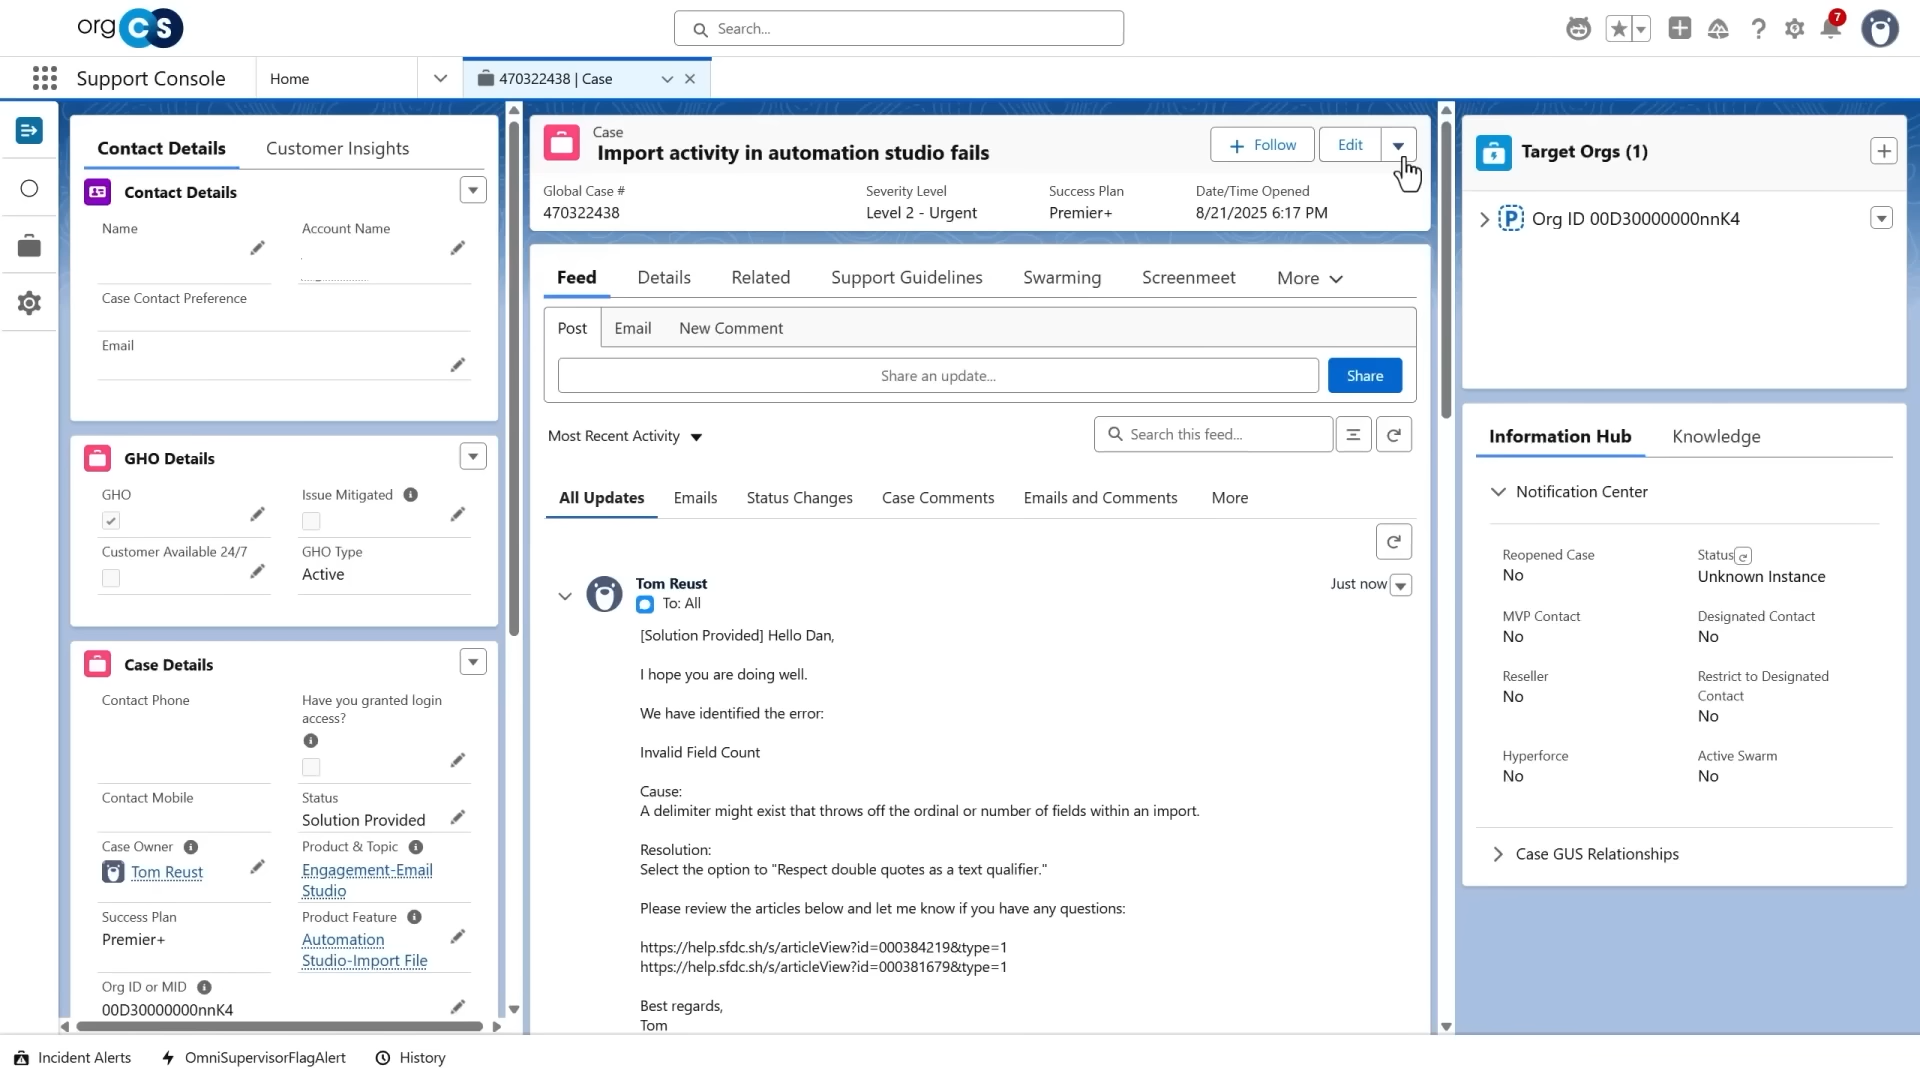 org CS
Search...
7
Support Console
Home
470322438 | Case
Contact Details
Customer Insights
Contact Details
Name
Account Name
Case Contact Preference
Email
GHO Details
GHO
Issue Mitigated
Customer Available 24/7
GHO Type
Active
Case Details
Contact Phone
Have you granted login
access?
Contact Mobile
Status
Solution Provided
Case Owner
Tom Reust
Product & Topic
Engagement-Email
Studio
Success Plan
Premier+
Product Feature
Automation
Studio-Import File
Org ID or MID
00D30000000nnK4
Case
Import activity in automation studio fails
+ Follow
Edit
Global Case #
470322438
Severity Level
Level 2 - Urgent
Success Plan
Premier+
Date/Time Opened
8/21/2025 6:17 PM
Feed
Details
Related
Support Guidelines
Swarming
Screenmeet
More
Post
Email
New Comment
Share an update...
Share
Most Recent Activity
Search this feed...
All Updates
Emails
Status Changes
Case Comments
Emails and Comments
More
Tom Reust
To: All
Just now
[Solution Provided] Hello Dan,
I hope you are doing well.
We have identified the error:
Invalid Field Count
Cause:
A delimiter might exist that throws off the ordinal or number of fields within an import.
Resolution:
Select the option to "Respect double quotes as a text qualifier."
Please review the articles below and let me know if you have any questions:
https://help.sfdc.sh/s/articleView?id=000384219&type=1
https://help.sfdc.sh/s/articleView?id=000381679&type=1
Best regards,
Tom
Target Orgs (1)
P
Org ID 00D30000000nnK4
Information Hub
Knowledge
Notification Center
Reopened Case
No
Status
Unknown Instance
MVP Contact
No
Designated Contact
No
Reseller
No
Restrict to Designated
Contact
No
Hyperforce
No
Active Swarm
No
Case GUS Relationships
Incident Alerts
OmniSupervisorFlagAlert
History